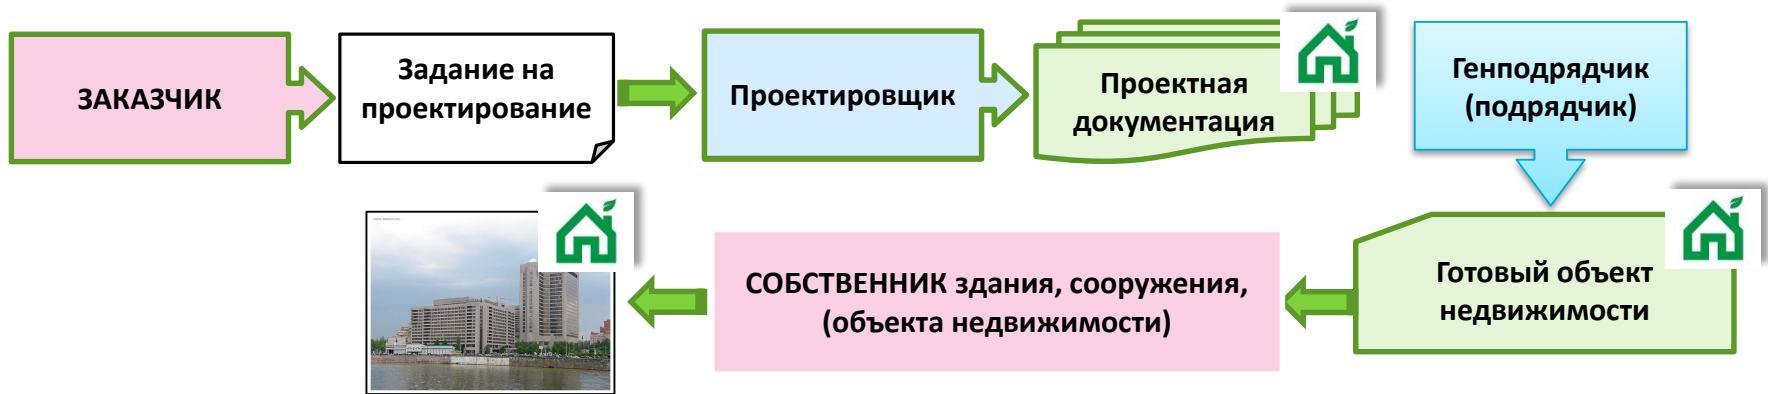 ЗАКАЗЧИК
Задание на
проектирование
Проектировщик
Проектная
документация
Генподрядчик
(подрядчик)
СОБСТВЕННИК здания, сооружения,
(объекта недвижимости)
Готовый объект
недвижимости